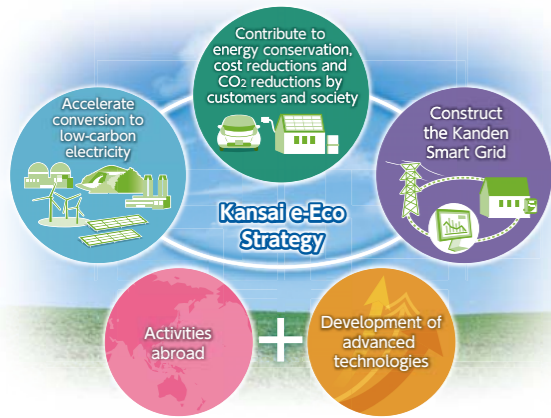 Contribute to
energy conservation,
cost reductions and
CO₂ reductions by
customers and society
Accelerate
conversion to
low-carbon
electricity
Construct
the Kanden
Smart Grid
Kansai e-Eco
Strategy
Activities
abroad
+
Development of
advanced
technologies